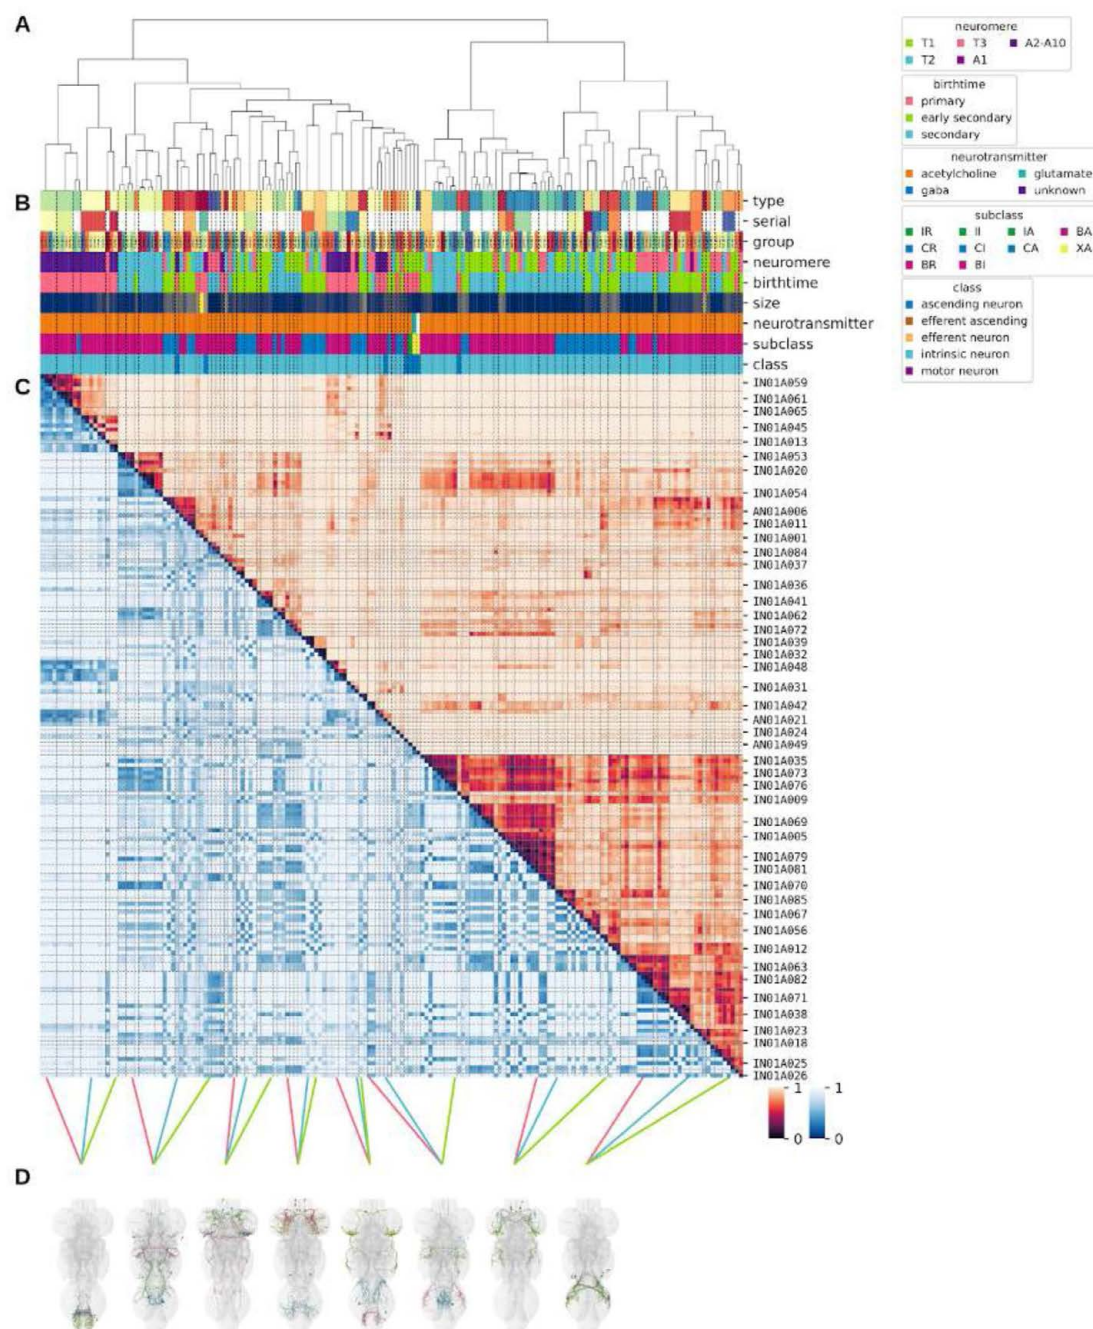 A
neuromere
T1 T3 A2-A10
T2 A1
birthtime
primary
early secondary
secondary
neurotransmitter
acetylcholine glutamate
gaba unknown
subclass
IR II IA BA
CR CI CA XA
BR BI
class
ascending neuron
efferent ascending
efferent neuron
intrinsic neuron
motor neuron
B
type
serial
group
neuromere
birthtime
size
neurotransmitter
subclass
class
C
IN01A059
IN01A061
IN01A065
IN01A045
IN01A013
IN01A053
IN01A020
IN01A054
AN01A006
IN01A011
IN01A001
IN01A084
IN01A037
IN01A036
IN01A041
IN01A062
IN01A072
IN01A039
IN01A032
IN01A048
IN01A031
IN01A042
AN01A021
IN01A024
AN01A049
IN01A035
IN01A073
IN01A076
IN01A009
IN01A069
IN01A005
IN01A079
IN01A081
IN01A070
IN01A085
IN01A067
IN01A056
IN01A012
IN01A063
IN01A082
IN01A071
IN01A038
IN01A023
IN01A018
IN01A025
IN01A026
1 1
0 0
D